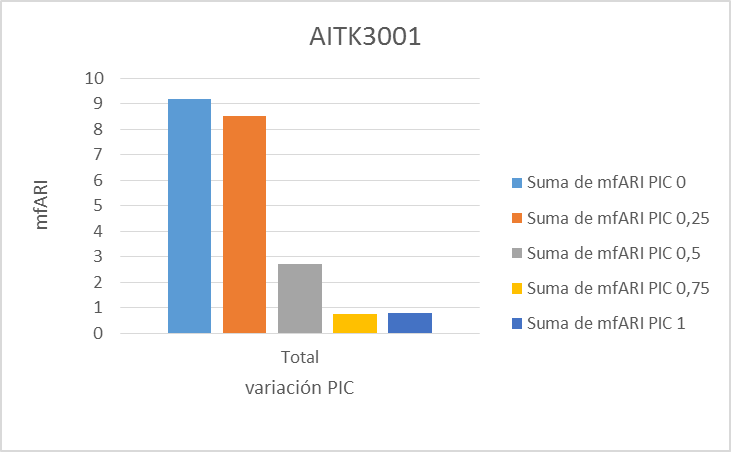 AITK3001
10
9
8
7
6
5
4
3
2
1
0
mfARI
Total
variación PIC
Suma de mfARI PIC 0
Suma de mfARI PIC 0,25
Suma de mfARI PIC 0,5
Suma de mfARI PIC 0,75
Suma de mfARI PIC 1